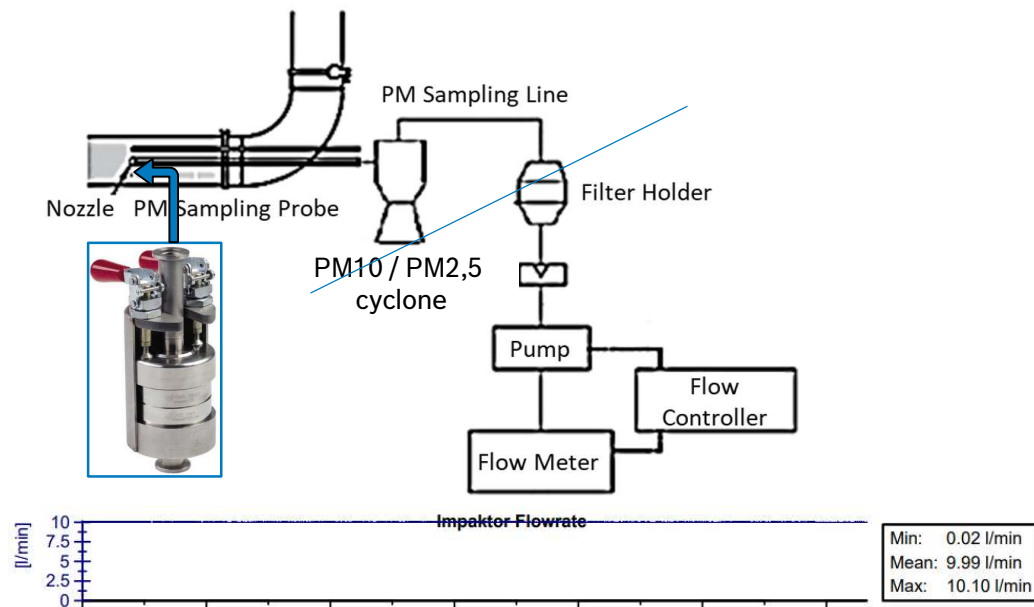 PM Sampling Line
Filter Holder
Nozzle PM Sampling Probe
PM10 / PM2,5
cyclone
Pump
Flow
Controller
Flow Meter
Impaktor Flowrate
[l/min]
10
7.5
5
2.5
0
Min: 0.02 l/min
Mean: 9.99 l/min
Max: 10.10 l/min